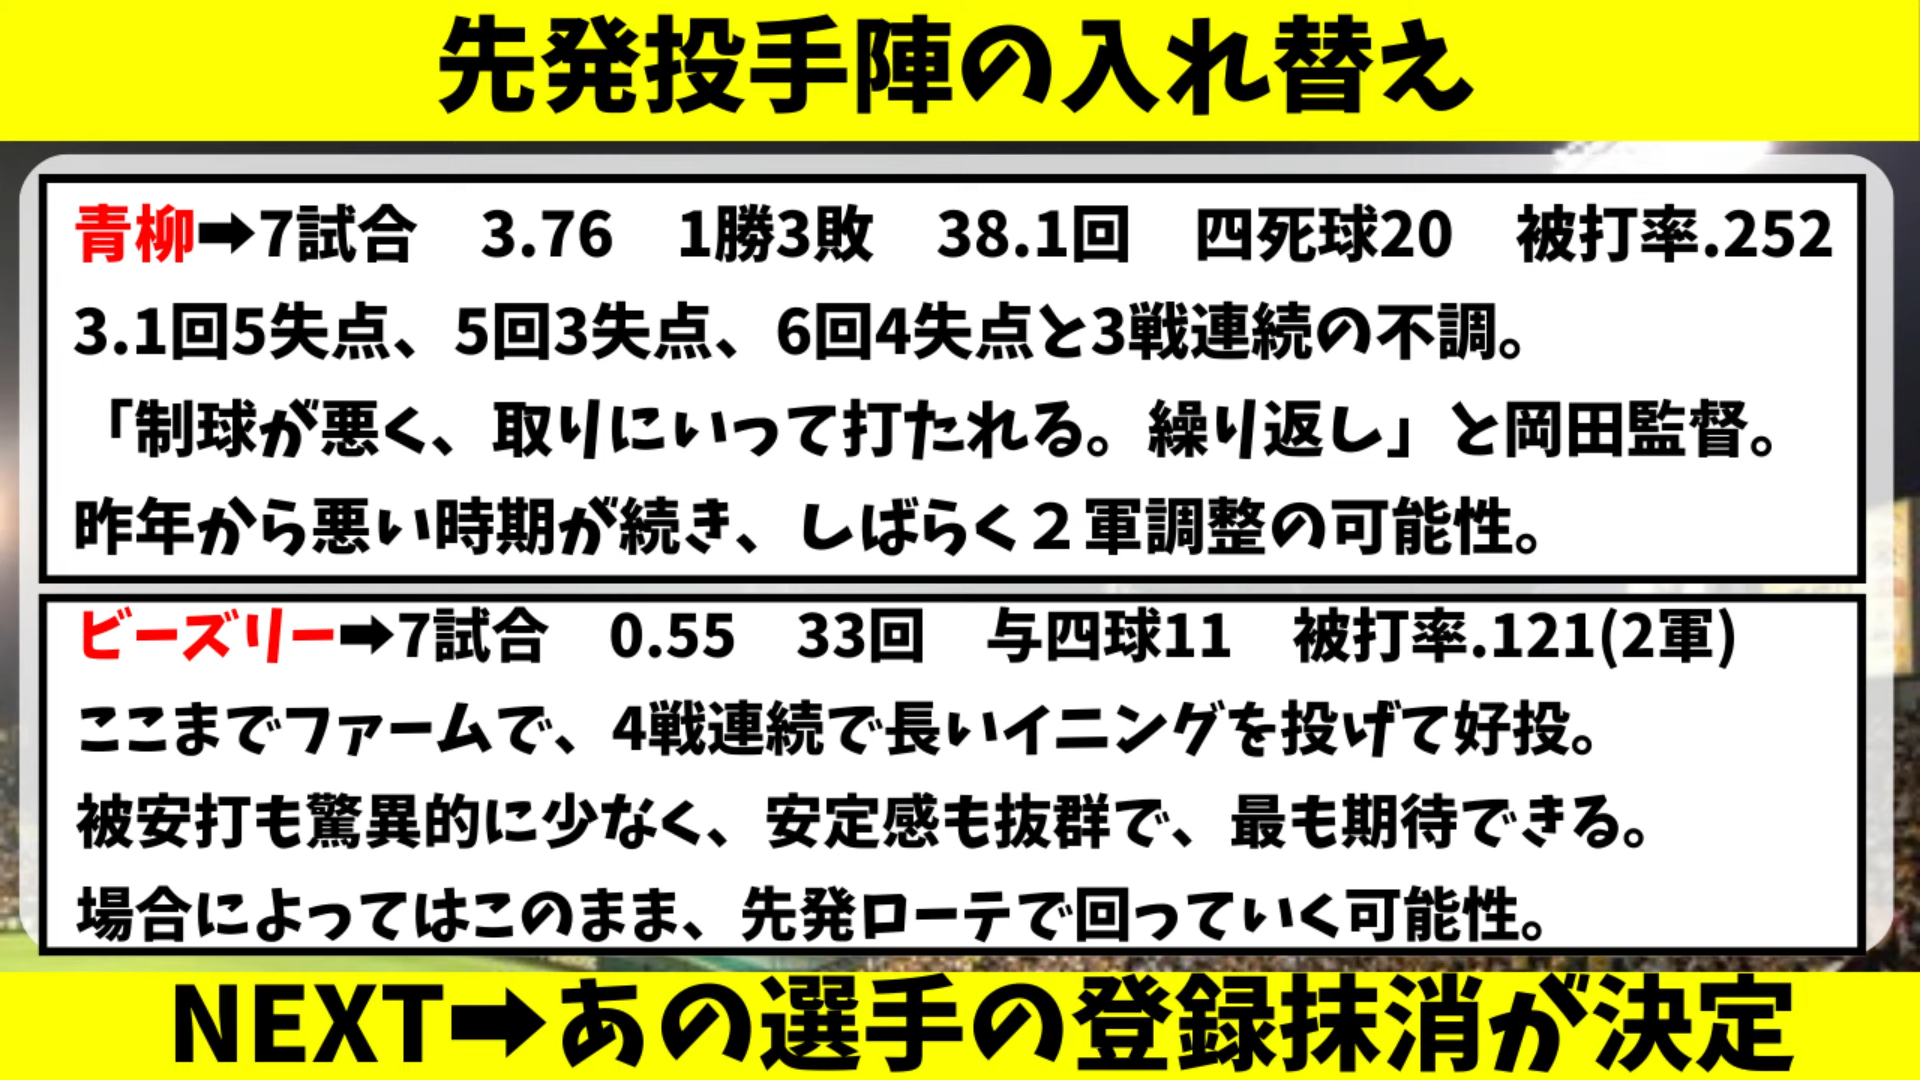 先発投手陣の入れ替え
青柳➡7試合　3.76　1勝3敗　38.1回　四死球20　被打率.252
3.1回5失点、5回3失点、6回4失点と3戦連続の不調。
「制球が悪く、取りにいって打たれる。繰り返し」と岡田監督。
昨年から悪い時期が続き、しばらく２軍調整の可能性。
ビーズリー➡7試合　0.55　33回　与四球11　被打率.121(2軍)
ここまでファームで、4戦連続で長いイニングを投げて好投。
被安打も驚異的に少なく、安定感も抜群で、最も期待できる。
場合によってはこのまま、先発ローテで回っていく可能性。
NEXT➡あの選手の登録抹消が決定